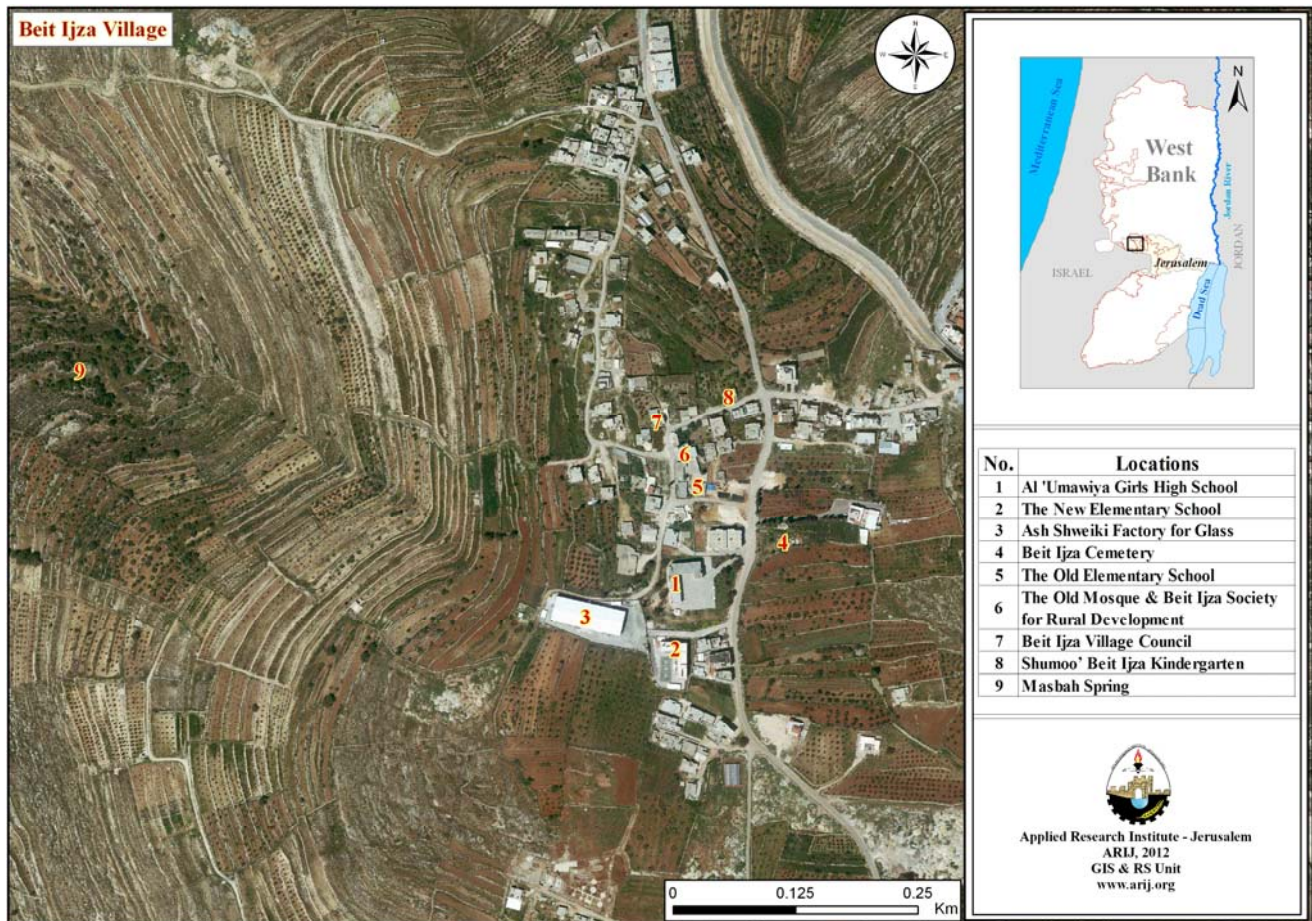 Beit Ijza Village
N
W
E
S
9
8
7
6
5
4
1
3
2
0
0.125
0.25
Km
N
Mediterranean Sea
West
Bank
Jordan River
JORDAN
Jerusalem
ISRAEL
Dead Sea
No. Locations
1 Al 'Umawiya Girls High School
2 The New Elementary School
3 Ash Shweiki Factory for Glass
4 Beit Ijza Cemetery
5 The Old Elementary School
6 The Old Mosque & Beit Ijza Society
for Rural Development
7 Beit Ijza Village Council
8 Shumoo' Beit Ijza Kindergarten
9 Masbah Spring
Applied Research Institute - Jerusalem
ARIJ, 2012
GIS & RS Unit
www.arij.org